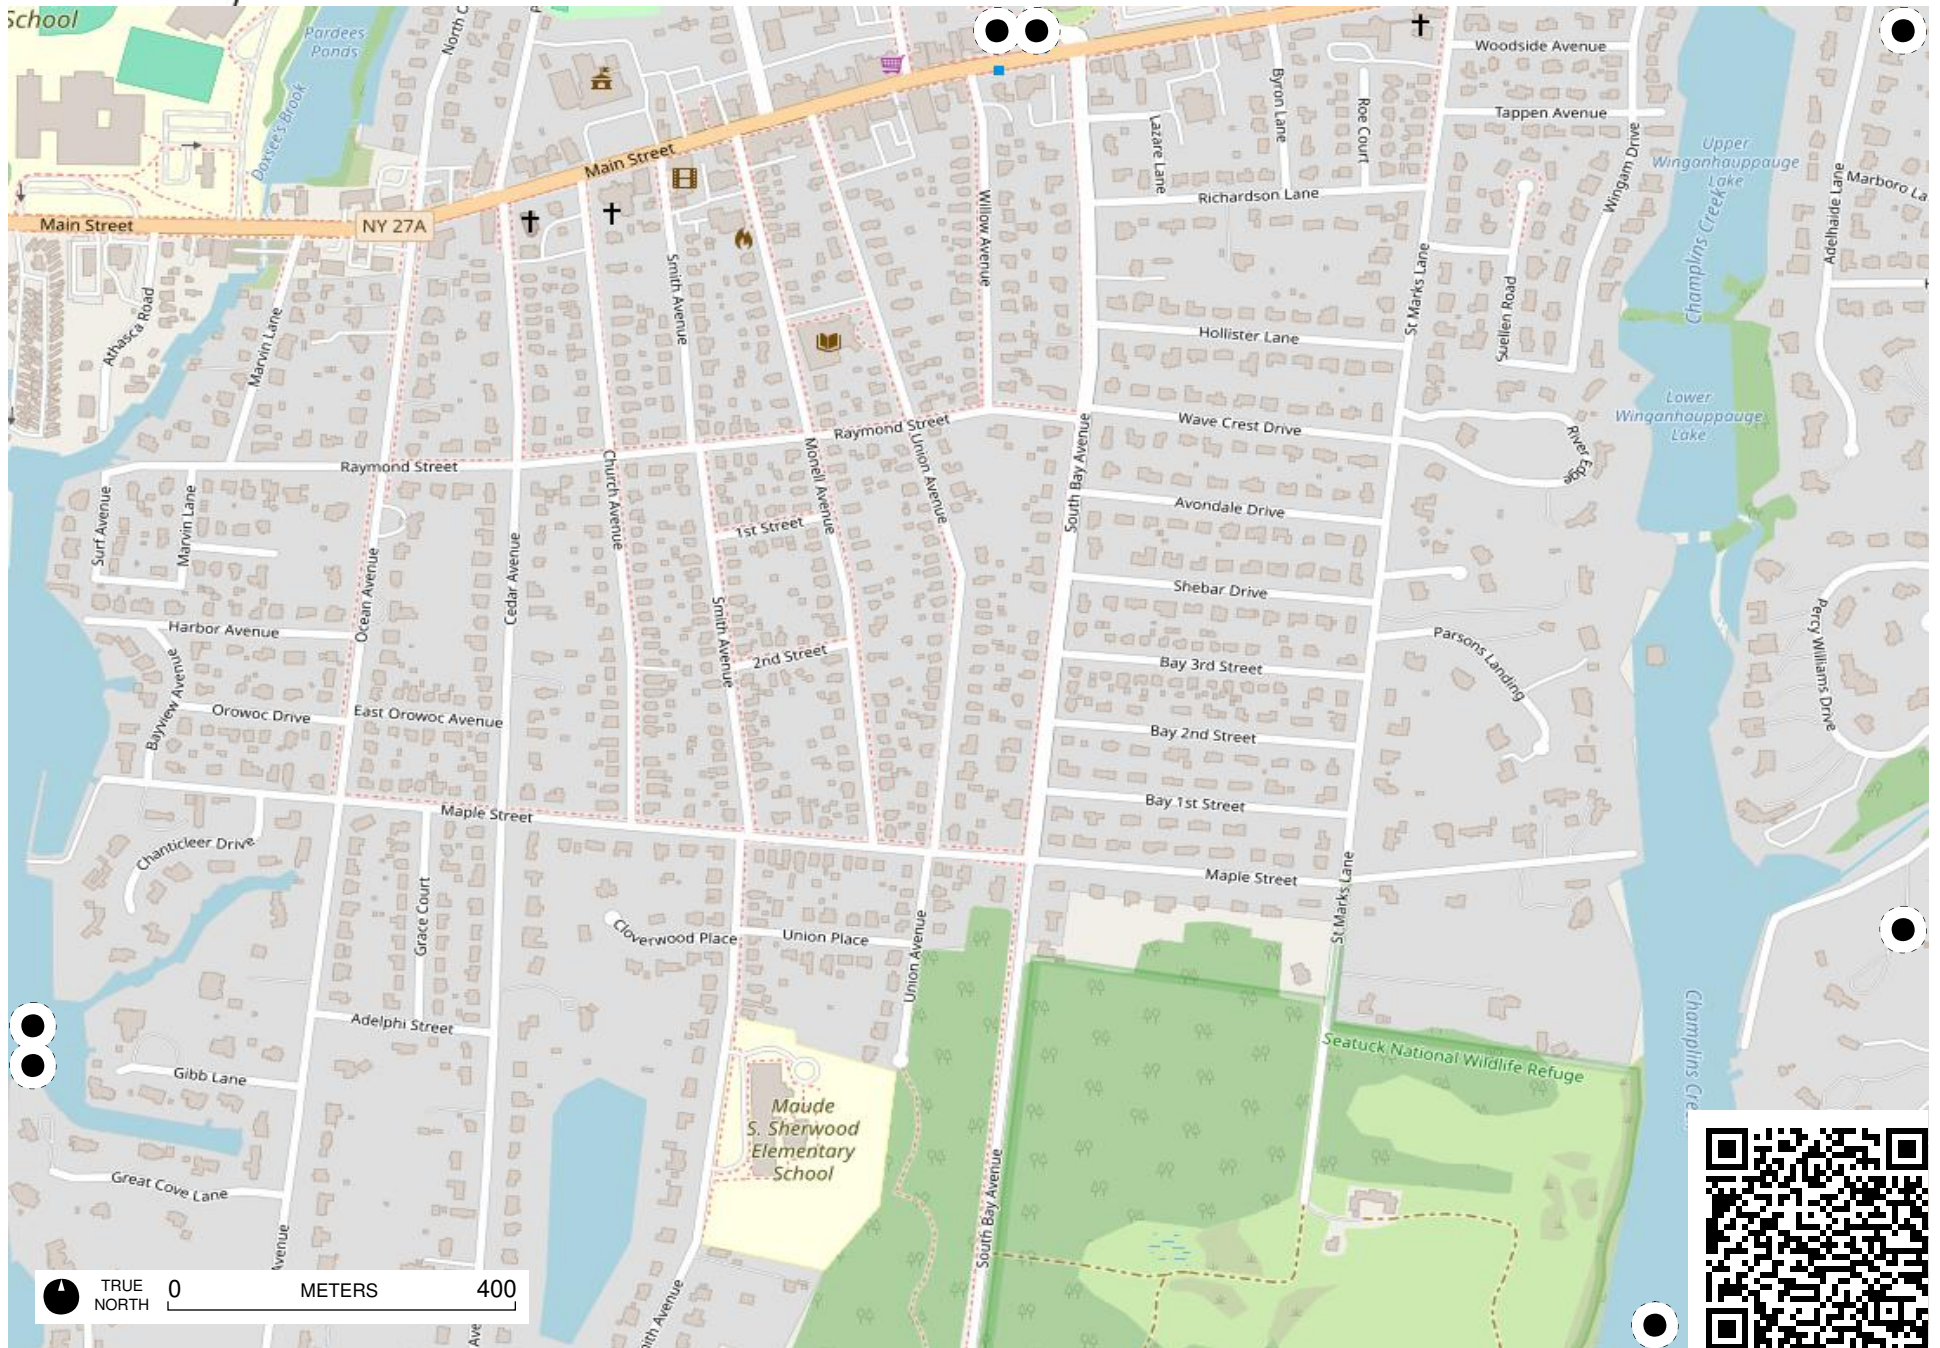 School
Pardees
Ponds
North C
Doxsee's Brook
Main Street
NY 27A
Main Street
Woodside Avenue
Tappen Avenue
Byron Lane
Roe Court
Lazare Lane
Richardson Lane
Wingam Drive
Upper
Winganhauppauge
Lake
Champlins Creek
Adelhaide Lane
Marboro La
Willow Avenue
Smith Avenue
Athasca Road
Marvin Lane
St Marks Lane
Suellen Road
Hollister Lane
Lower
Winganhauppauge
Lake
Wave Crest Drive
River Edge
Raymond Street
Raymond Street
Church Avenue
Monell Avenue
Union Avenue
South Bay Avenue
Surf Avenue
Marvin Lane
Ocean Avenue
Cedar Avenue
1st Street
Avondale Drive
Shebar Drive
Harbor Avenue
Smith Avenue
2nd Street
Bay 3rd Street
Parsons Landing
Percy Williams Drive
Bayview Avenue
Orowoc Drive
East Orowoc Avenue
Bay 2nd Street
Bay 1st Street
Maple Street
Chanticleer Drive
Maple Street
St Marks Lane
Grace Court
Cloverwood Place
Union Place
Union Avenue
Adelphi Street
Gibb Lane
Seatuck National Wildlife Refuge
Champlins Cre
Maude
S. Sherwood
Elementary
School
Great Cove Lane
South Bay Avenue
Avenue
TRUE
NORTH
0 METERS 400
Ave
ith Avenue